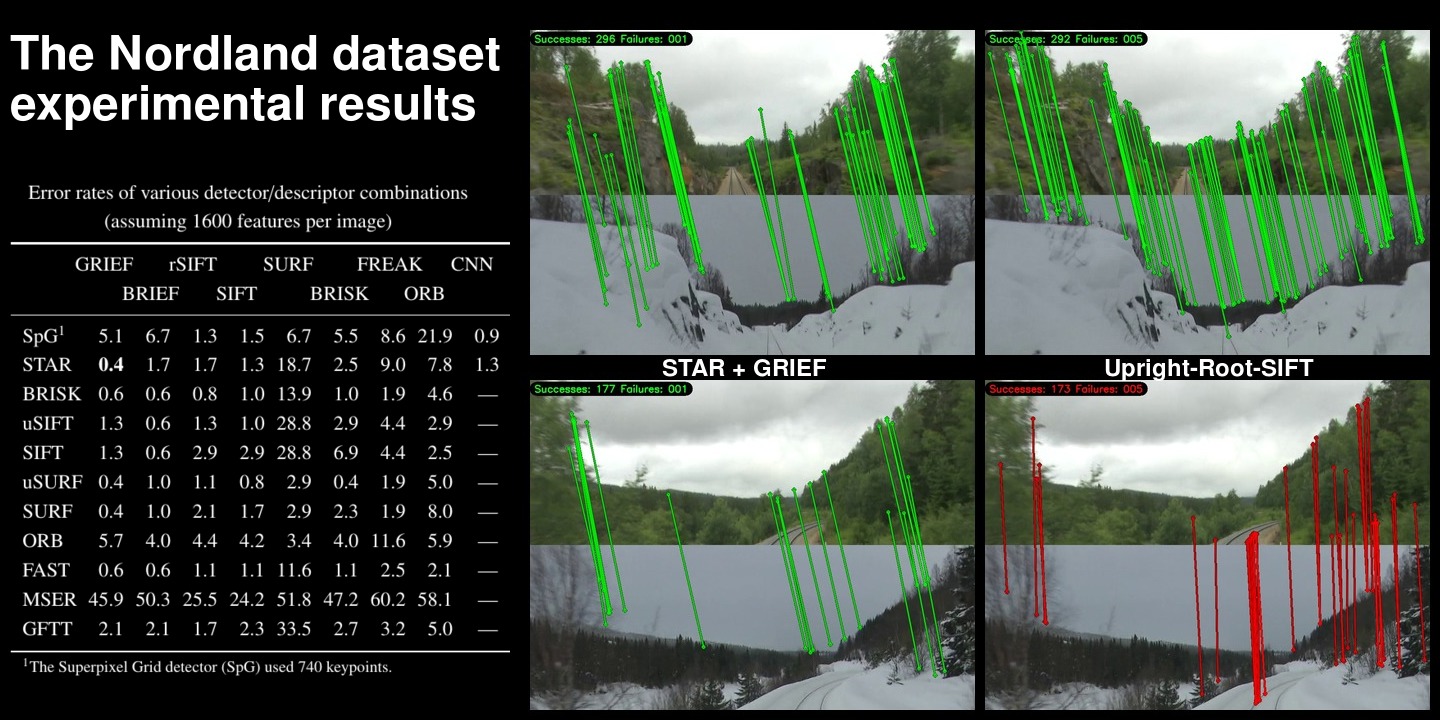 The Nordland dataset
experimental results
Error rates of various detector/descriptor combinations
(assuming 1600 features per image)
GRIEF rSIFT SURF FREAK CNN
BRIEF SIFT BRISK ORB
SpG1 5.1 6.7 1.3 1.5 6.7 5.5 8.6 21.9 0.9
STAR 0.4 1.7 1.7 1.3 18.7 2.5 9.0 7.8 1.3
BRISK 0.6 0.6 0.8 1.0 13.9 1.0 1.9 4.6 —
uSIFT 1.3 0.6 1.3 1.0 28.8 2.9 4.4 2.9 —
SIFT 1.3 0.6 2.9 2.9 28.8 6.9 4.4 2.5 —
uSURF 0.4 1.0 1.1 0.8 2.9 0.4 1.9 5.0 —
SURF 0.4 1.0 2.1 1.7 2.9 2.3 1.9 8.0 —
ORB 5.7 4.0 4.4 4.2 3.4 4.0 11.6 5.9 —
FAST 0.6 0.6 1.1 1.1 11.6 1.1 2.5 2.1 —
MSER 45.9 50.3 25.5 24.2 51.8 47.2 60.2 58.1 —
GFTT 2.1 2.1 1.7 2.3 33.5 2.7 3.2 5.0 —
1The Superpixel Grid detector (SpG) used 740 keypoints.
Successes: 296 Failures: 001
Successes: 292 Failures: 005
STAR + GRIEF
Upright-Root-SIFT
Successes: 177 Failures: 001
Successes: 173 Failures: 005